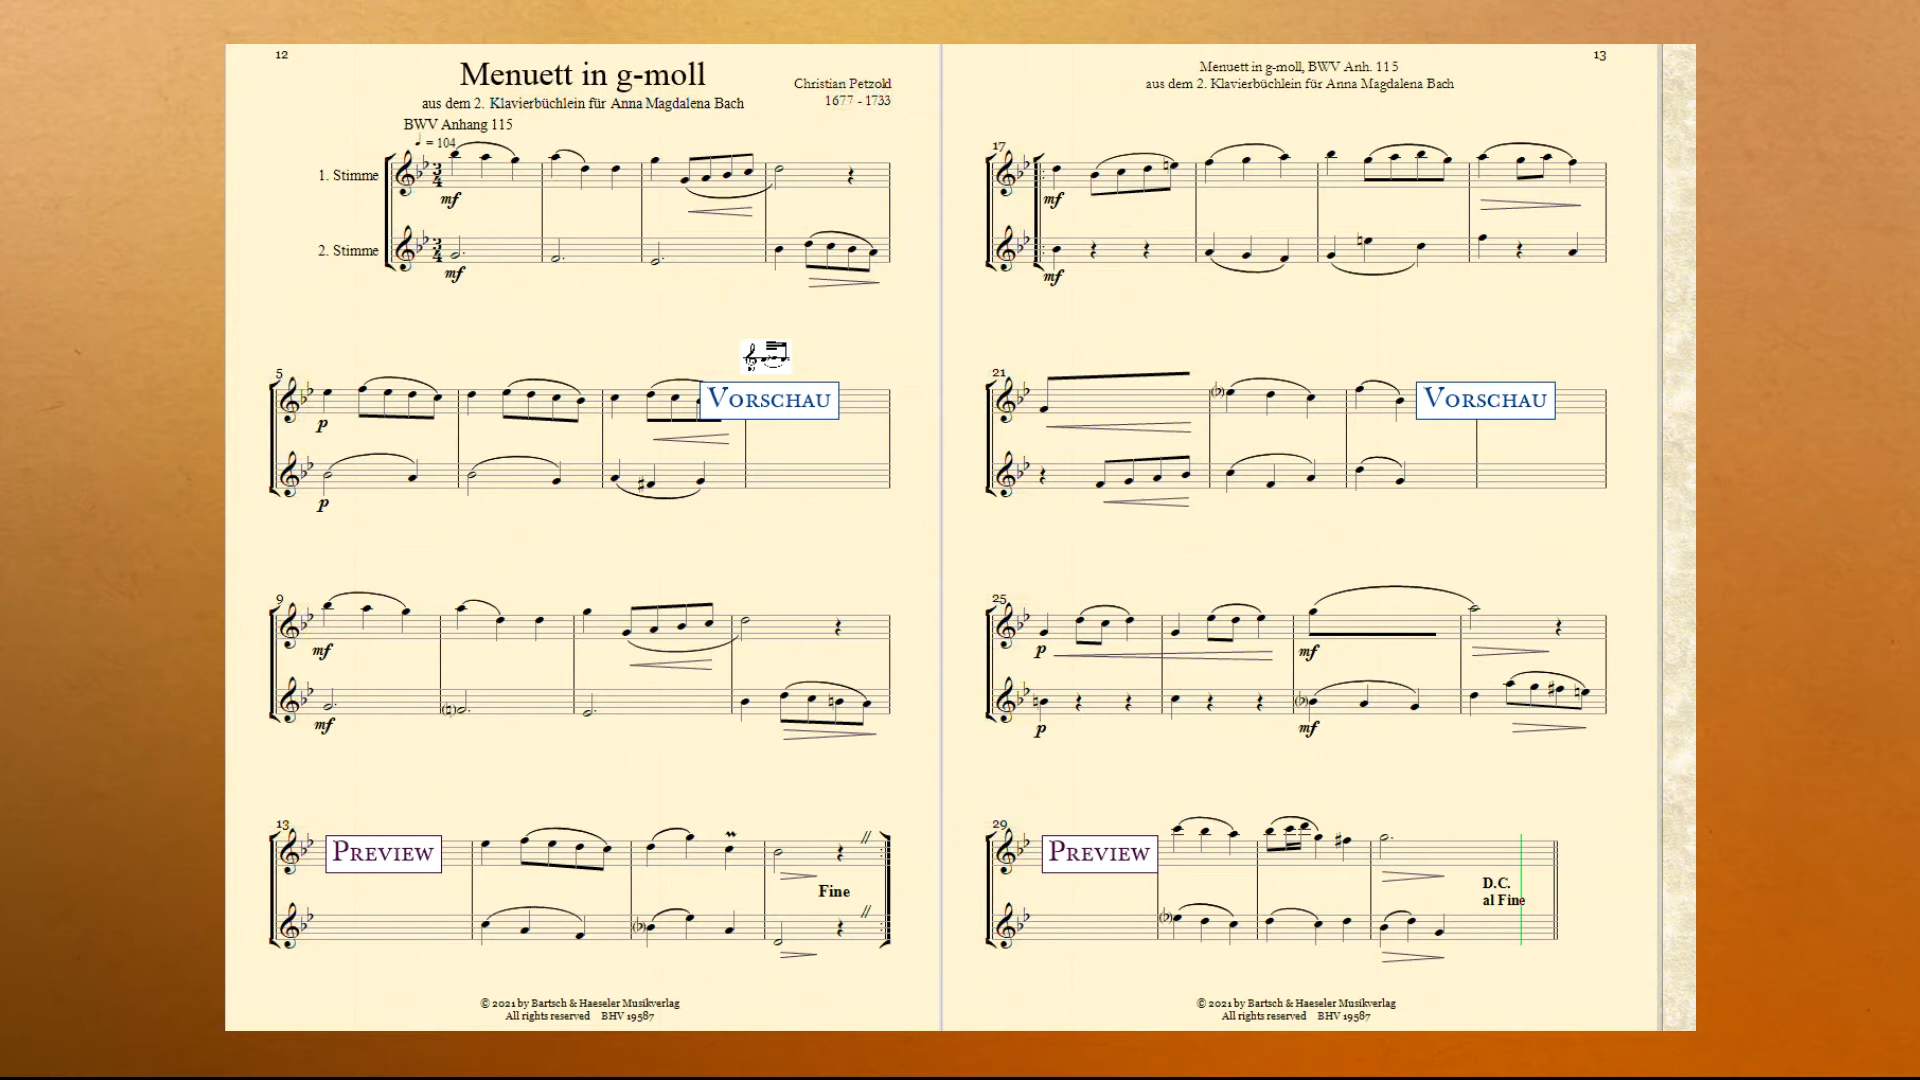 12
Menuett in g-moll
aus dem 2. Klavierbüchlein für Anna Magdalena Bach
Christian Petzold
1677 - 1733
BWV Anhang 115
♩ = 104
1. Stimme
mf
2. Stimme
mf
5
Vorschau
p
p
9
mf
mf
13
Preview
Fine
© 2021 by Bartsch & Haeseler Musikverlag
All rights reserved BHV 19587
13
Menuett in g-moll, BWV Anh. 115
aus dem 2. Klavierbüchlein für Anna Magdalena Bach
17
mf
mf
21
Vorschau
25
p
mf
p
mf
29
Preview
D.C.
al Fine
© 2021 by Bartsch & Haeseler Musikverlag
All rights reserved BHV 19587